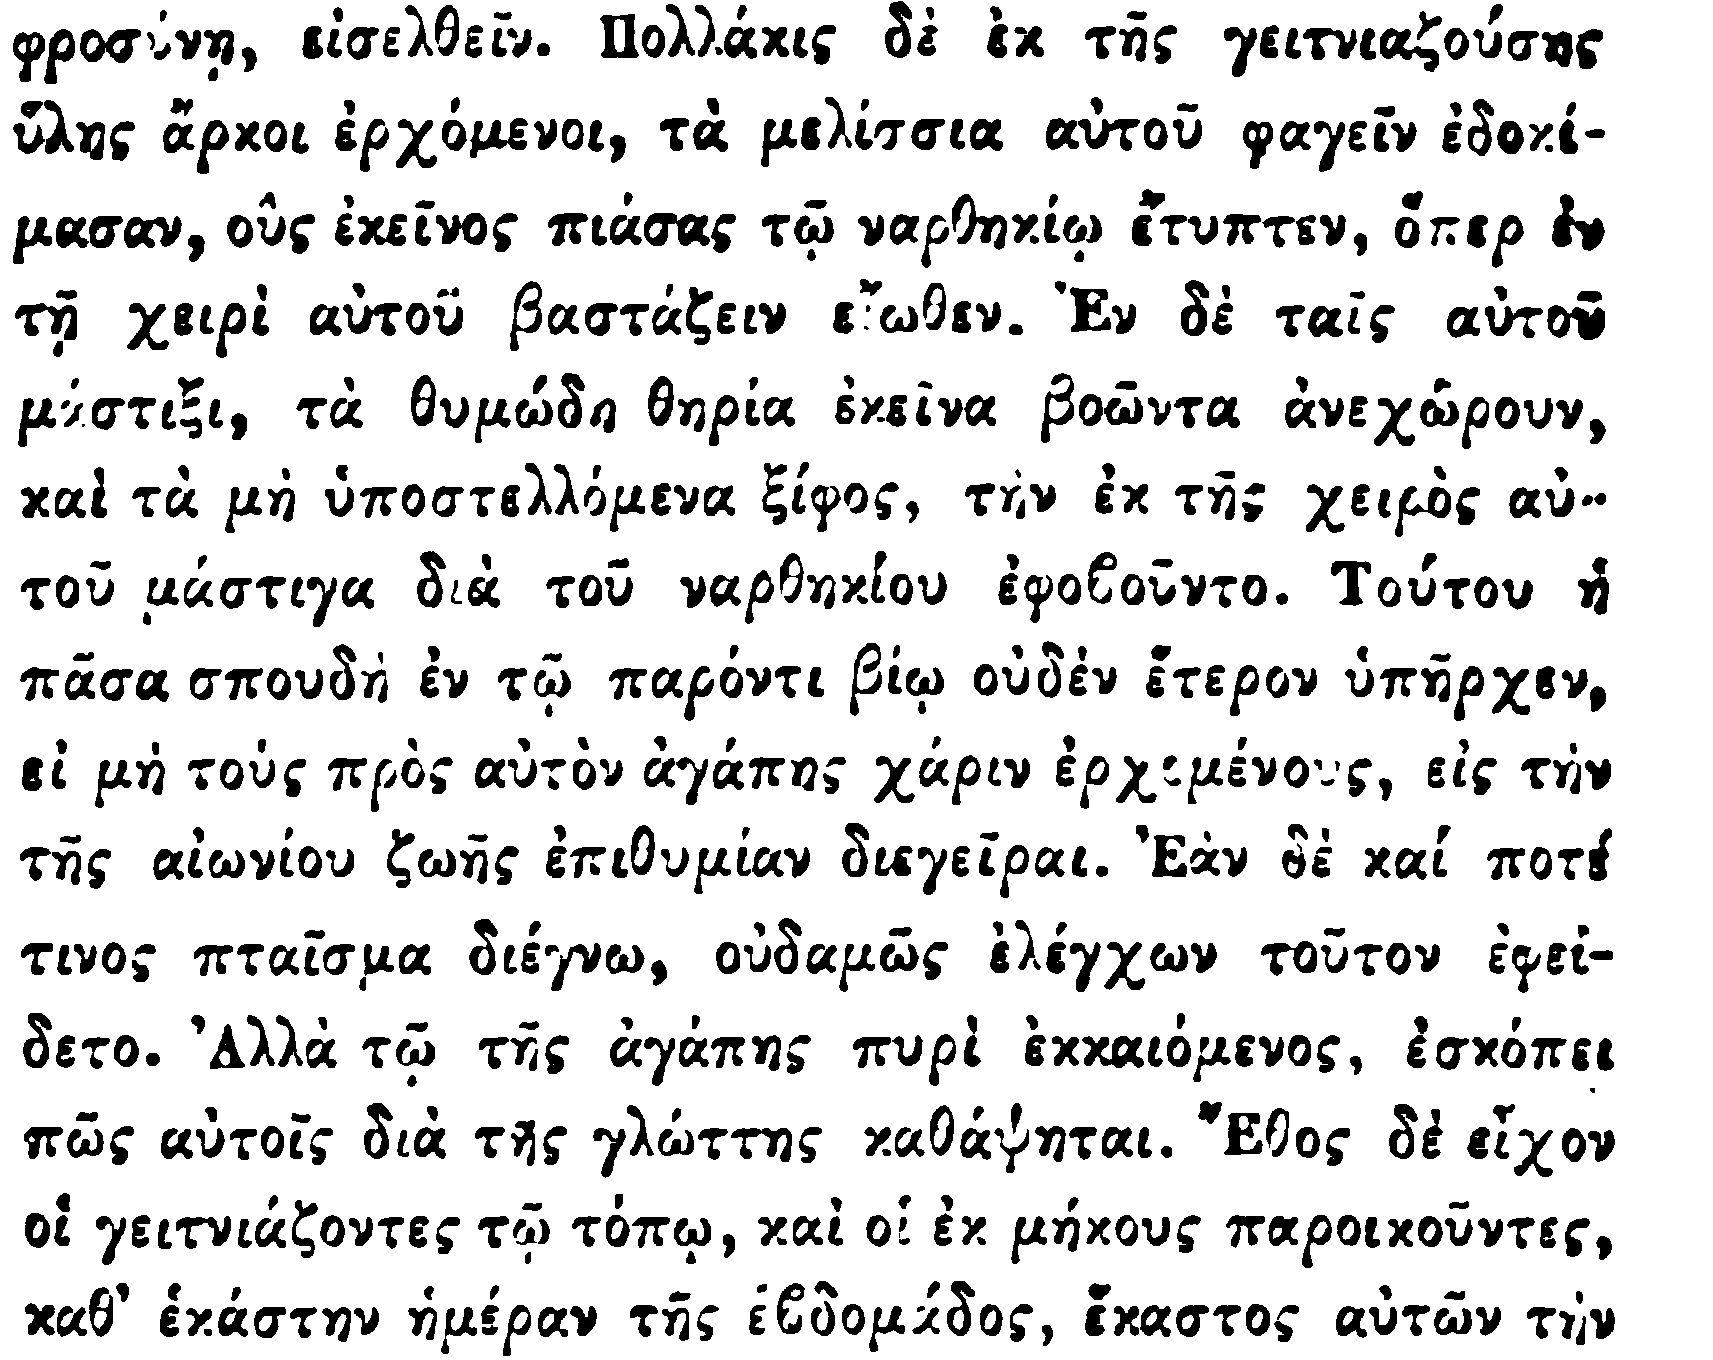 φροσύνῃ, εἰσελθεῖν. Πολλάκις δὲ ἐκ τῆς γειτνιαζούσης
ὕλης ἄρκοι ἐρχόμενοι, τὰ μελίσσια αὐτοῦ φαγεῖν ἐδοκί-
μασαν, οὓς ἐκεῖνος πιάσας τῷ ναρθηκίῳ ἔτυπτεν, ὅπερ ἐν
τῇ χειρὶ αὐτοῦ βαστάζειν εἴωθεν. Ἐν δὲ ταῖς αὐτοῦ
μάστιξι, τὰ θυμώδη θηρία ἐκεῖνα βοῶντα ἀνεχώρουν,
καὶ τὰ μὴ ὑποστελλόμενα ξίφος, τὴν ἐκ τῆς χειρὸς αὐ-
τοῦ μάστιγα διὰ τοῦ ναρθηκίου ἐφοϐοῦντο. Τούτου ἡ
πᾶσα σπουδὴ ἐν τῷ παρόντι βίῳ οὐδὲν ἕτερον ὑπῆρχεν,
εἰ μὴ τοὺς πρὸς αὐτὸν ἀγάπης χάριν ἐρχομένους, εἰς τὴν
τῆς αἰωνίου ζωῆς ἐπιθυμίαν διεγεῖραι. Ἐὰν δὲ καί ποτέ
τινος πταῖσμα διέγνω, οὐδαμῶς ἐλέγχων τοῦτον ἐφεί-
δετο. Ἀλλὰ τῷ τῆς ἀγάπης πυρὶ ἐκκαιόμενος, ἐσκόπει
πῶς αὐτοῖς διὰ τῆς γλώττης καθάψηται. Ἔθος δὲ εἶχον
οἱ γειτνιάζοντες τῷ τόπῳ, καὶ οἱ ἐκ μήκους παροικοῦντες,
καθ' ἑκάστην ἡμέραν τῆς ἑϐδομάδος, ἕκαστος αὐτῶν τὴν